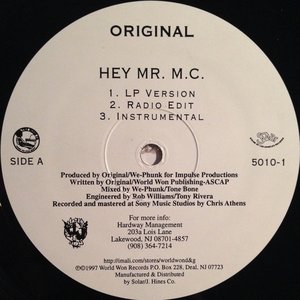 ORIGINAL
HEY MR. M.C.
1. LP VERSION
2. RADIO EDIT
3. INSTRUMENTAL
SIDE A
5010-1
Produced by Original/We-Phunk for Impulse Productions
Written by Original/World Won Publishing-ASCAP
Mixed by We-Phunk/Tone Bone
Engineered by Rob Williams/Tony Rivera
Recorded and mastered at Sony Music Studios by Chris Athens
For more info:
Hardway Management
203a Lois Lane
Lakewood, NJ 08701-4857
(908) 364-7214
http://imali.com/stores/worldwond&g
©1997 World Won Records P.O. Box 228, Deal, NJ 07723
Manufactured & Distributed
by Solar/J. Hines Co.